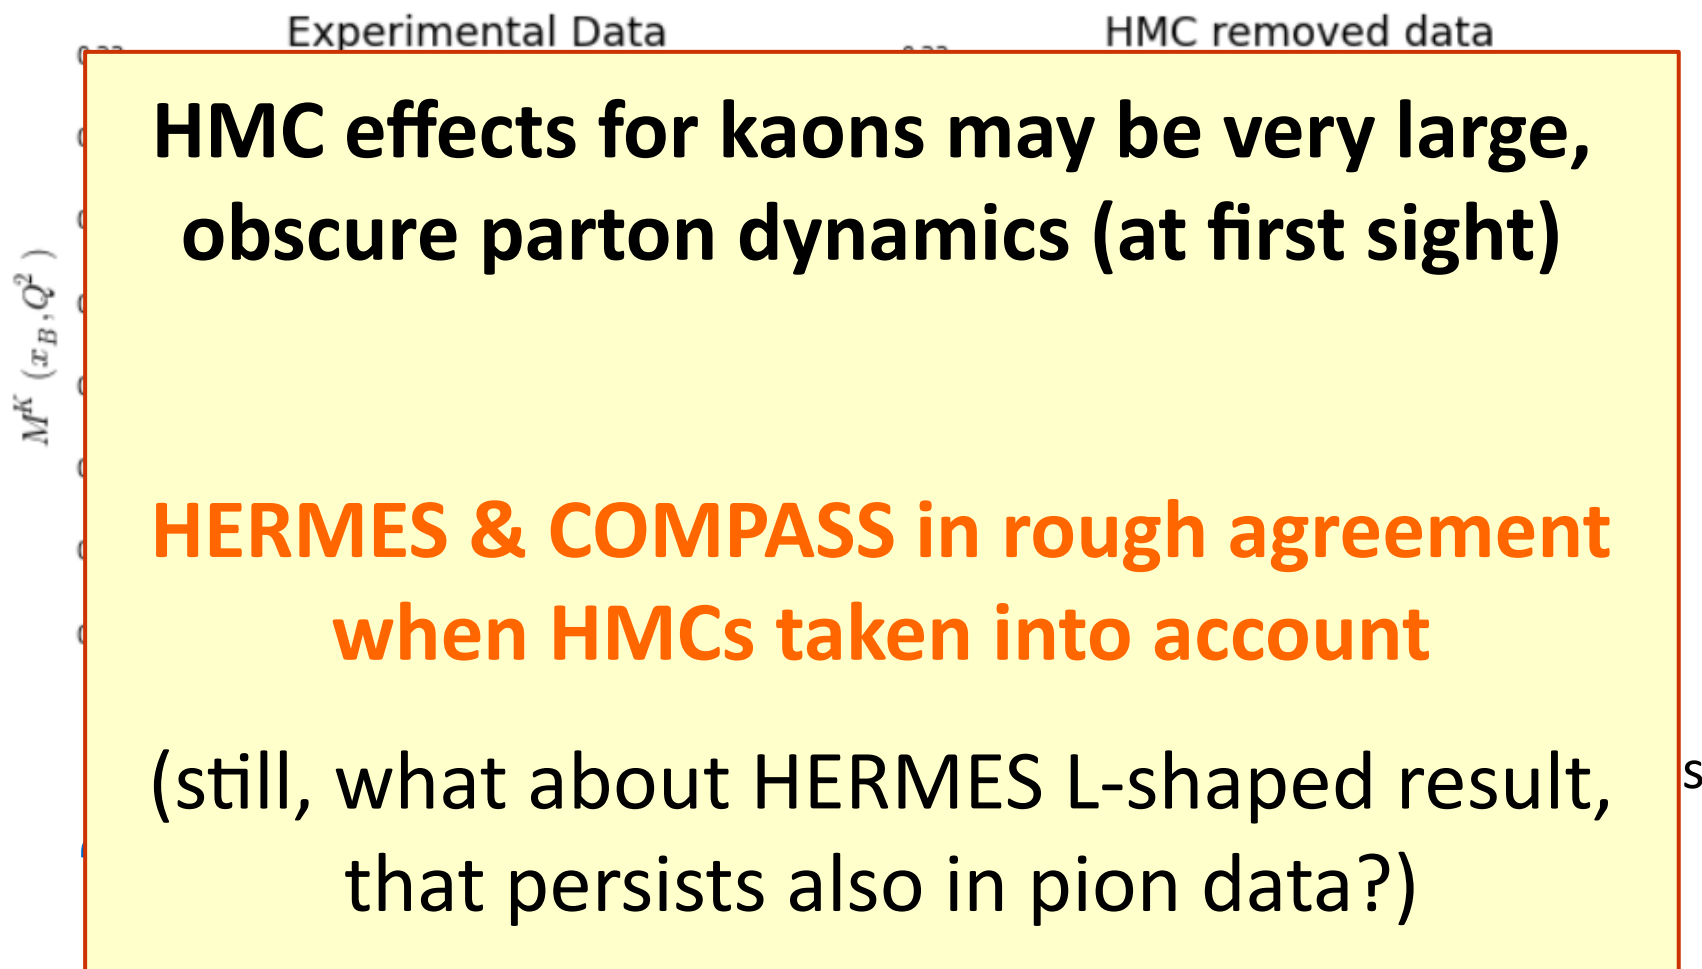 Experimental Data
HMC removed data
HMC effects for kaons may be very large,
obscure parton dynamics (at first sight)
M^K (x_B, Q^2)
HERMES & COMPASS in rough agreement
when HMCs taken into account
(still, what about HERMES L-shaped result,
that persists also in pion data?)